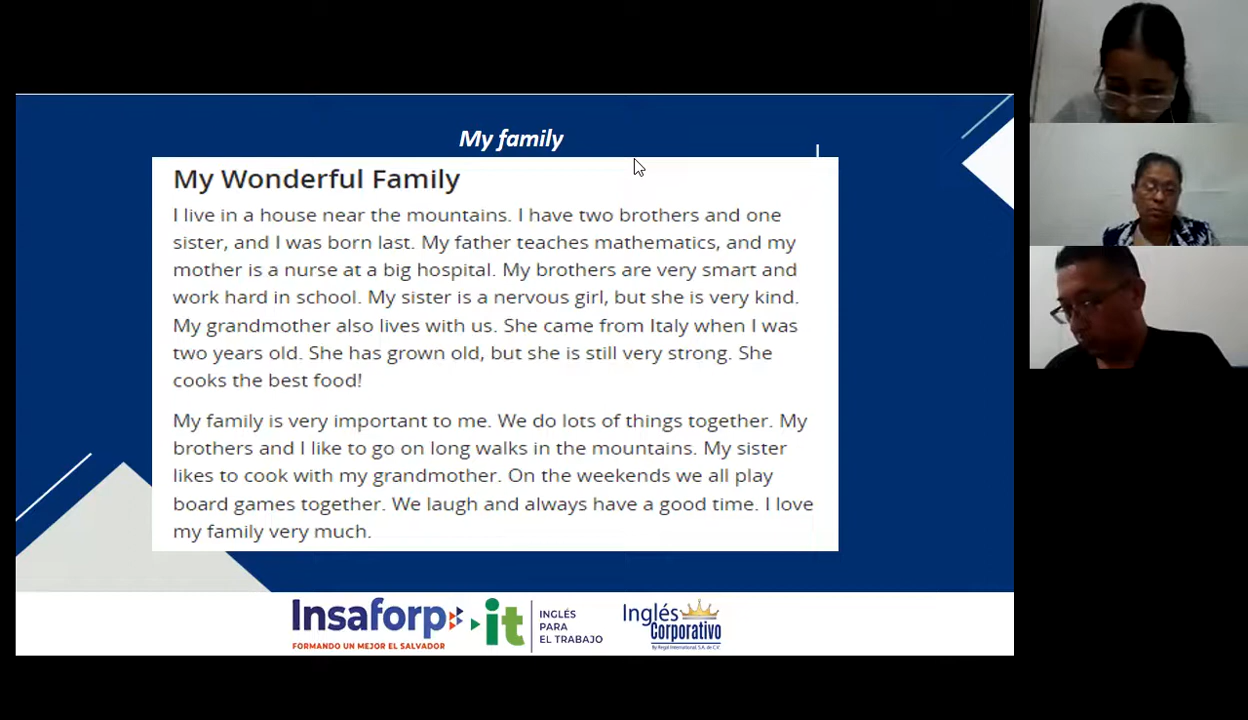 My family
My Wonderful Family
I live in a house near the mountains. I have two brothers and one
sister, and I was born last. My father teaches mathematics, and my
mother is a nurse at a big hospital. My brothers are very smart and
work hard in school. My sister is a nervous girl, but she is very kind.
My grandmother also lives with us. She came from Italy when I was
two years old. She has grown old, but she is still very strong. She
cooks the best food!
My family is very important to me. We do lots of things together. My
brothers and I like to go on long walks in the mountains. My sister
likes to cook with my grandmother. On the weekends we all play
board games together. We laugh and always have a good time. I love
my family very much.
Insaforp
FORMANDO UN MEJOR EL SALVADOR
it
INGLÉS
PARA
EL TRABAJO
Inglés
Corporativo
By Regal International, S.A. de C.V.